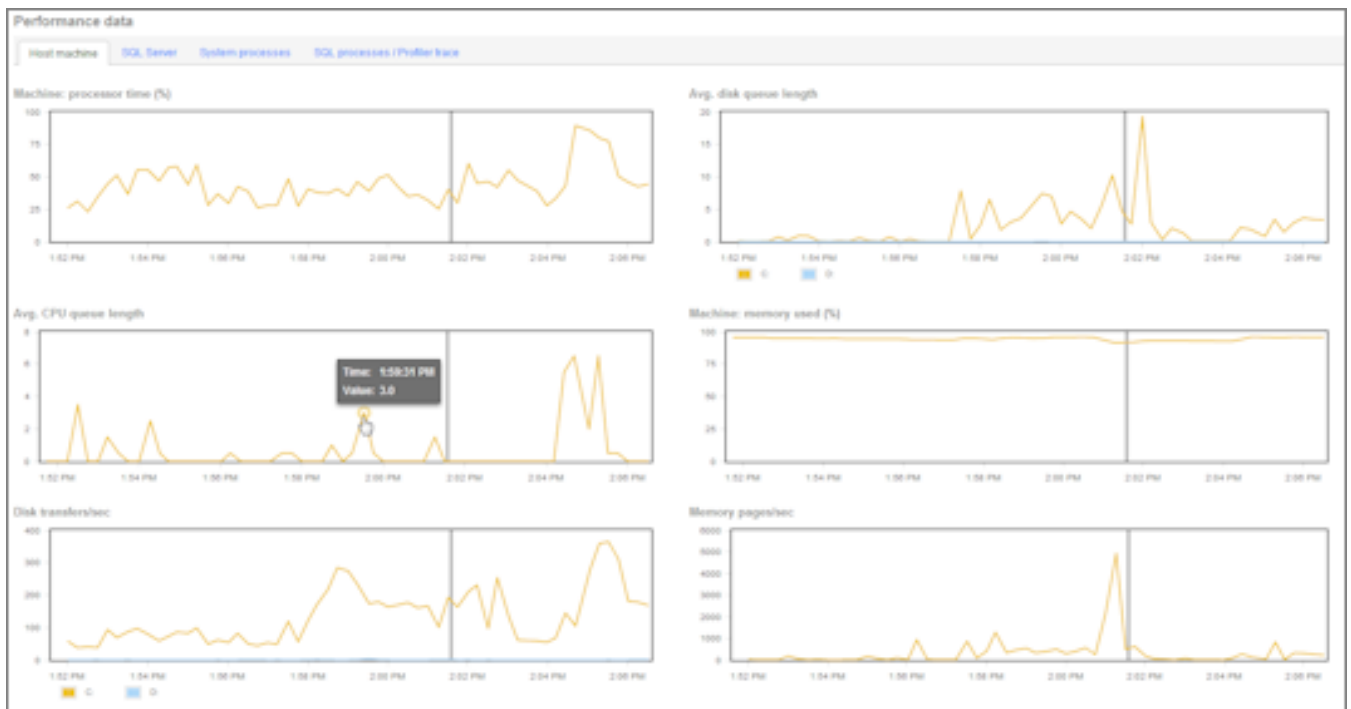 Performance data
Host machine SQL Server System processes SQL processes / Profiler trace
Machine: processor time (%)
100
75
50
25
0
1:52 PM 1:54 PM 1:56 PM 1:58 PM 2:00 PM 2:02 PM 2:04 PM 2:06 PM
Avg. disk queue length
20
15
10
5
0
1:52 PM 1:54 PM 1:56 PM 1:58 PM 2:00 PM 2:02 PM 2:04 PM 2:06 PM
C D
Avg. CPU queue length
8
6
4
2
0
Time: 1:59:31 PM
Value: 3.0
1:52 PM 1:54 PM 1:56 PM 1:58 PM 2:00 PM 2:02 PM 2:04 PM 2:06 PM
Machine: memory used (%)
100
75
50
25
0
1:52 PM 1:54 PM 1:56 PM 1:58 PM 2:00 PM 2:02 PM 2:04 PM 2:06 PM
Disk transfers/sec
400
300
200
100
0
1:52 PM 1:54 PM 1:56 PM 1:58 PM 2:00 PM 2:02 PM 2:04 PM 2:06 PM
C D
Memory pages/sec
6000
5000
4000
3000
2000
1000
0
1:52 PM 1:54 PM 1:56 PM 1:58 PM 2:00 PM 2:02 PM 2:04 PM 2:06 PM